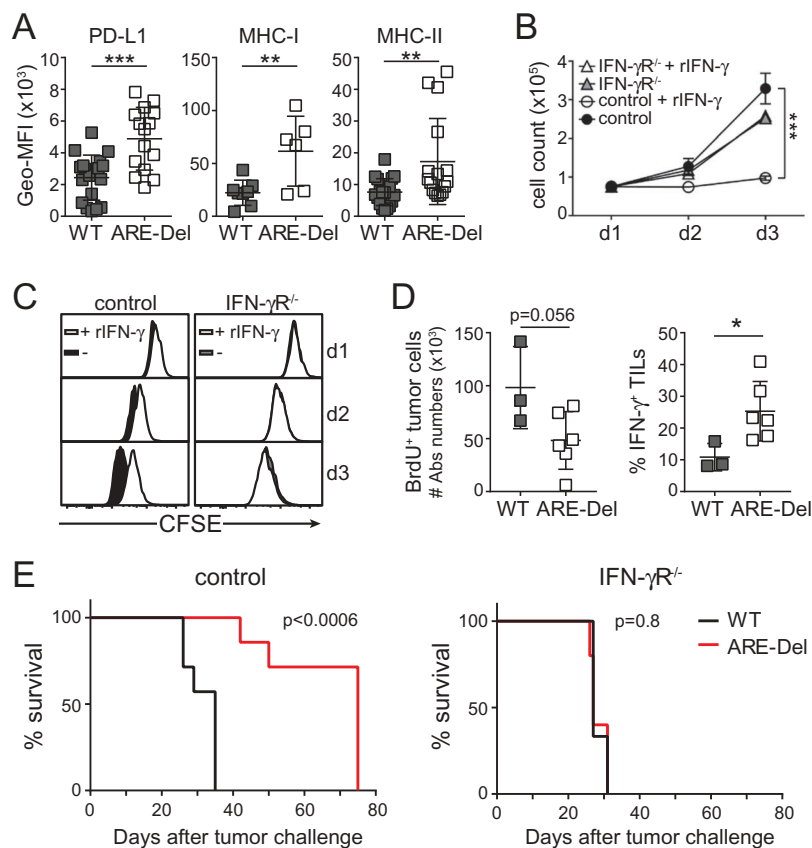 A
PD-L1
MHC-I
MHC-II
***
**
**
Geo-MFI (x10³)
10
8
6
4
2
0
150
100
50
0
50
40
30
20
10
0
WT ARE-Del
WT ARE-Del
WT ARE-Del
B
IFN-γR⁻/⁻ + rIFN-γ
IFN-γR⁻/⁻
control + rIFN-γ
control
***
cell count (x10⁵)
4
3
2
1
0
d1 d2 d3
C
control
IFN-γR⁻/⁻
+ rIFN-γ
-
+ rIFN-γ
-
d1
d2
d3
CFSE
D
p=0.056
BrdU⁺ tumor cells
# Abs numbers (x10³)
150
100
50
0
WT ARE-Del
*
% IFN-γ⁺ TILs
50
40
30
20
10
0
WT ARE-Del
E
control
p<0.0006
% survival
100
50
0
0 20 40 60 80
Days after tumor challenge
IFN-γR⁻/⁻
p=0.8
WT
ARE-Del
% survival
100
50
0
0 20 40 60 80
Days after tumor challenge